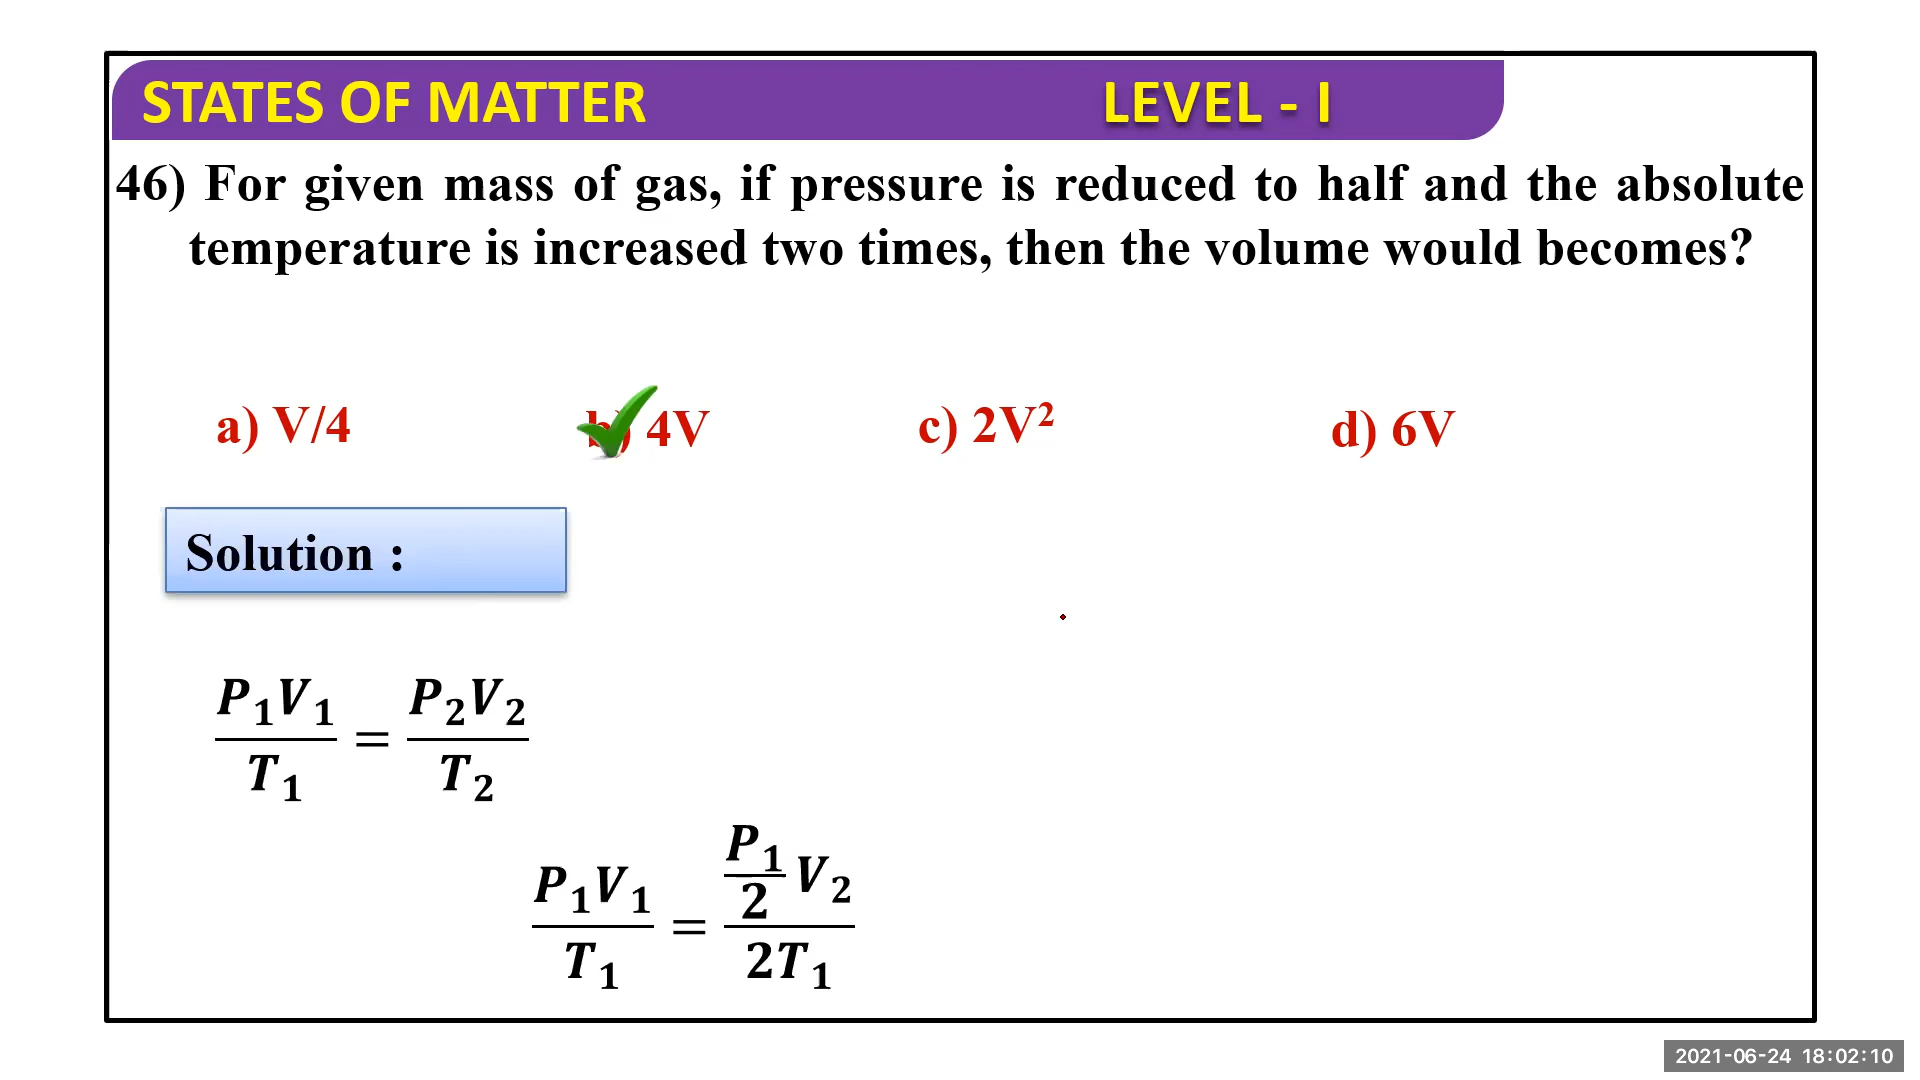 STATES OF MATTER LEVEL - I
46) For given mass of gas, if pressure is reduced to half and the absolute
temperature is increased two times, then the volume would becomes?
a) V/4 b) 4V c) 2V² d) 6V
Solution :
P₁V₁/T₁ = P₂V₂/T₂
P₁V₁/T₁ = (P₁/2)V₂/2T₁
2021-06-24 18:02:10